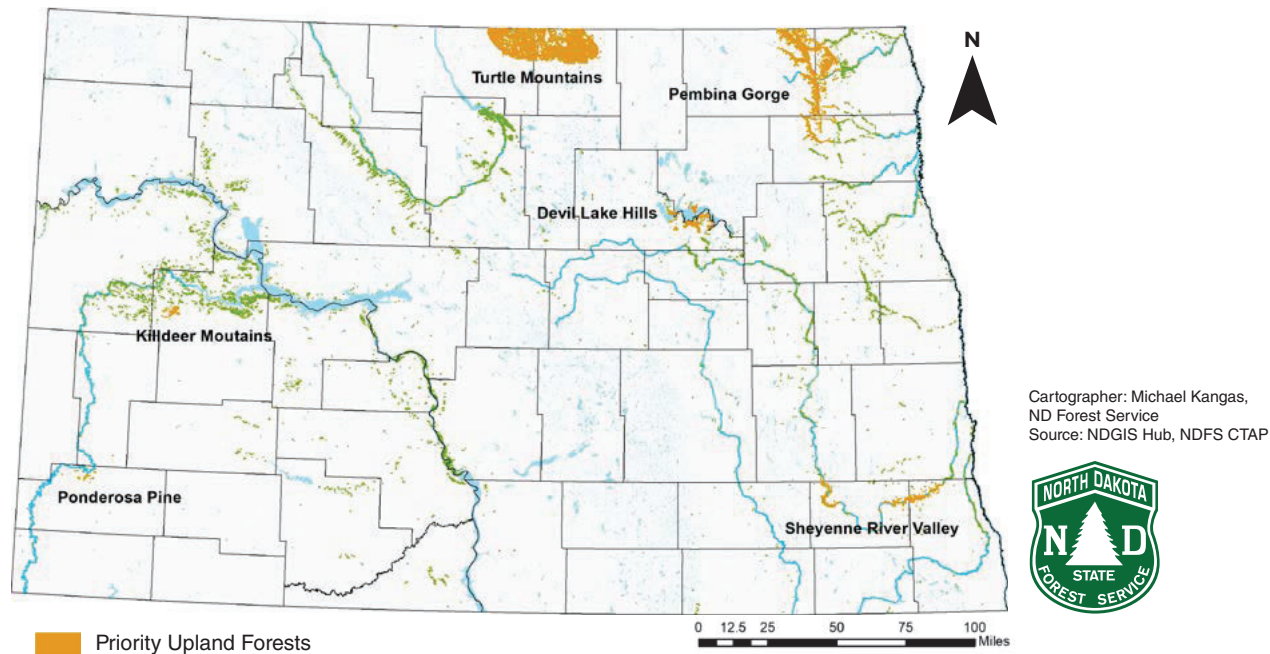 Turtle Mountains
Pembina Gorge
N
Devil Lake Hills
Killdeer Moutains
Cartographer: Michael Kangas,
ND Forest Service
Source: NDGIS Hub, NDFS CTAP
NORTH DAKOTA
N D
STATE
FOREST SERVICE
Ponderosa Pine
Sheyenne River Valley
Priority Upland Forests
0 12.5 25 50 75 100
Miles